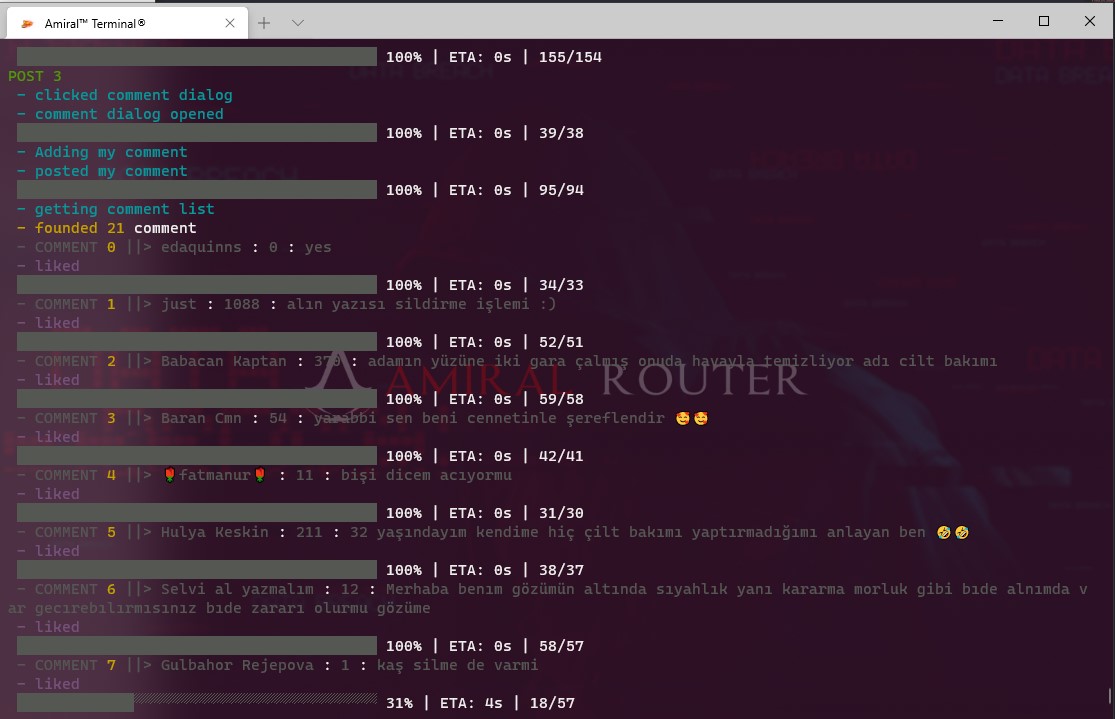 Amiral™ Terminal®
100% | ETA: 0s | 155/154
POST 3
- clicked comment dialog
- comment dialog opened
100% | ETA: 0s | 39/38
- Adding my comment
- posted my comment
100% | ETA: 0s | 95/94
- getting comment list
- founded 21 comment
- COMMENT 0 ||> edaquinns : 0 : yes
- liked
100% | ETA: 0s | 34/33
- COMMENT 1 ||> just : 1088 : alın yazısı sildirme işlemi :)
- liked
100% | ETA: 0s | 52/51
- COMMENT 2 ||> Babacan Kaptan : 370 : adamın yüzüne iki gara çalmış onuda havayla temizliyor adı cilt bakımı
- liked
AMIRAL ROUTER
100% | ETA: 0s | 59/58
- COMMENT 3 ||> Baran Cmn : 54 : yarabbi sen beni cennetinle şereflendir 🥰🥰
- liked
100% | ETA: 0s | 42/41
- COMMENT 4 ||> 🌹fatmanur🌹 : 11 : bişi dicem acıyormu
- liked
100% | ETA: 0s | 31/30
- COMMENT 5 ||> Hulya Keskin : 211 : 32 yaşındayım kendime hiç çilt bakımı yaptırmadığımı anlayan ben 🤣🤣
- liked
100% | ETA: 0s | 38/37
- COMMENT 6 ||> Selvi al yazmalım : 12 : Merhaba benım gözümün altında sıyahlık yanı kararma morluk gibi bıde alnımda v
ar gecırebılırmısınız bıde zararı olurmu gözüme
- liked
100% | ETA: 0s | 58/57
- COMMENT 7 ||> Gulbahor Rejepova : 1 : kaş silme de varmi
- liked
31% | ETA: 4s | 18/57